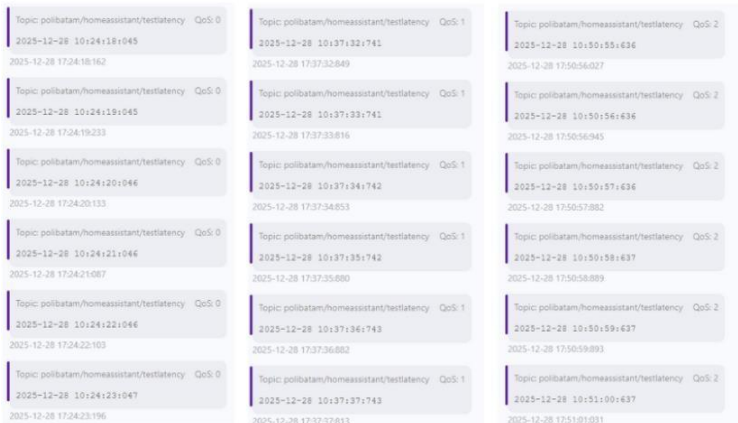 Topic: polibatam/homeassistant/testlatency QoS: 0
2025-12-28 10:24:18:045
2025-12-28 17:24:18:162
Topic: polibatam/homeassistant/testlatency QoS: 0
2025-12-28 10:24:19:045
2025-12-28 17:24:19:233
Topic: polibatam/homeassistant/testlatency QoS: 0
2025-12-28 10:24:20:046
2025-12-28 17:24:20:133
Topic: polibatam/homeassistant/testlatency QoS: 0
2025-12-28 10:24:21:046
2025-12-28 17:24:21:087
Topic: polibatam/homeassistant/testlatency QoS: 0
2025-12-28 10:24:22:046
2025-12-28 17:24:22:103
Topic: polibatam/homeassistant/testlatency QoS: 0
2025-12-28 10:24:23:047
2025-12-28 17:24:23:196
Topic: polibatam/homeassistant/testlatency QoS: 1
2025-12-28 10:37:32:741
2025-12-28 17:37:32:849
Topic: polibatam/homeassistant/testlatency QoS: 1
2025-12-28 10:37:33:741
2025-12-28 17:37:33:816
Topic: polibatam/homeassistant/testlatency QoS: 1
2025-12-28 10:37:34:742
2025-12-28 17:37:34:853
Topic: polibatam/homeassistant/testlatency QoS: 1
2025-12-28 10:37:35:742
2025-12-28 17:37:35:880
Topic: polibatam/homeassistant/testlatency QoS: 1
2025-12-28 10:37:36:743
2025-12-28 17:37:36:882
Topic: polibatam/homeassistant/testlatency QoS: 1
2025-12-28 10:37:37:743
2025-12-28 17:37:37:813
Topic: polibatam/homeassistant/testlatency QoS: 2
2025-12-28 10:50:55:636
2025-12-28 17:50:56:027
Topic: polibatam/homeassistant/testlatency QoS: 2
2025-12-28 10:50:56:636
2025-12-28 17:50:56:945
Topic: polibatam/homeassistant/testlatency QoS: 2
2025-12-28 10:50:57:636
2025-12-28 17:50:57:882
Topic: polibatam/homeassistant/testlatency QoS: 2
2025-12-28 10:50:58:637
2025-12-28 17:50:58:889
Topic: polibatam/homeassistant/testlatency QoS: 2
2025-12-28 10:50:59:637
2025-12-28 17:50:59:893
Topic: polibatam/homeassistant/testlatency QoS: 2
2025-12-28 10:51:00:637
2025-12-28 17:51:01:031